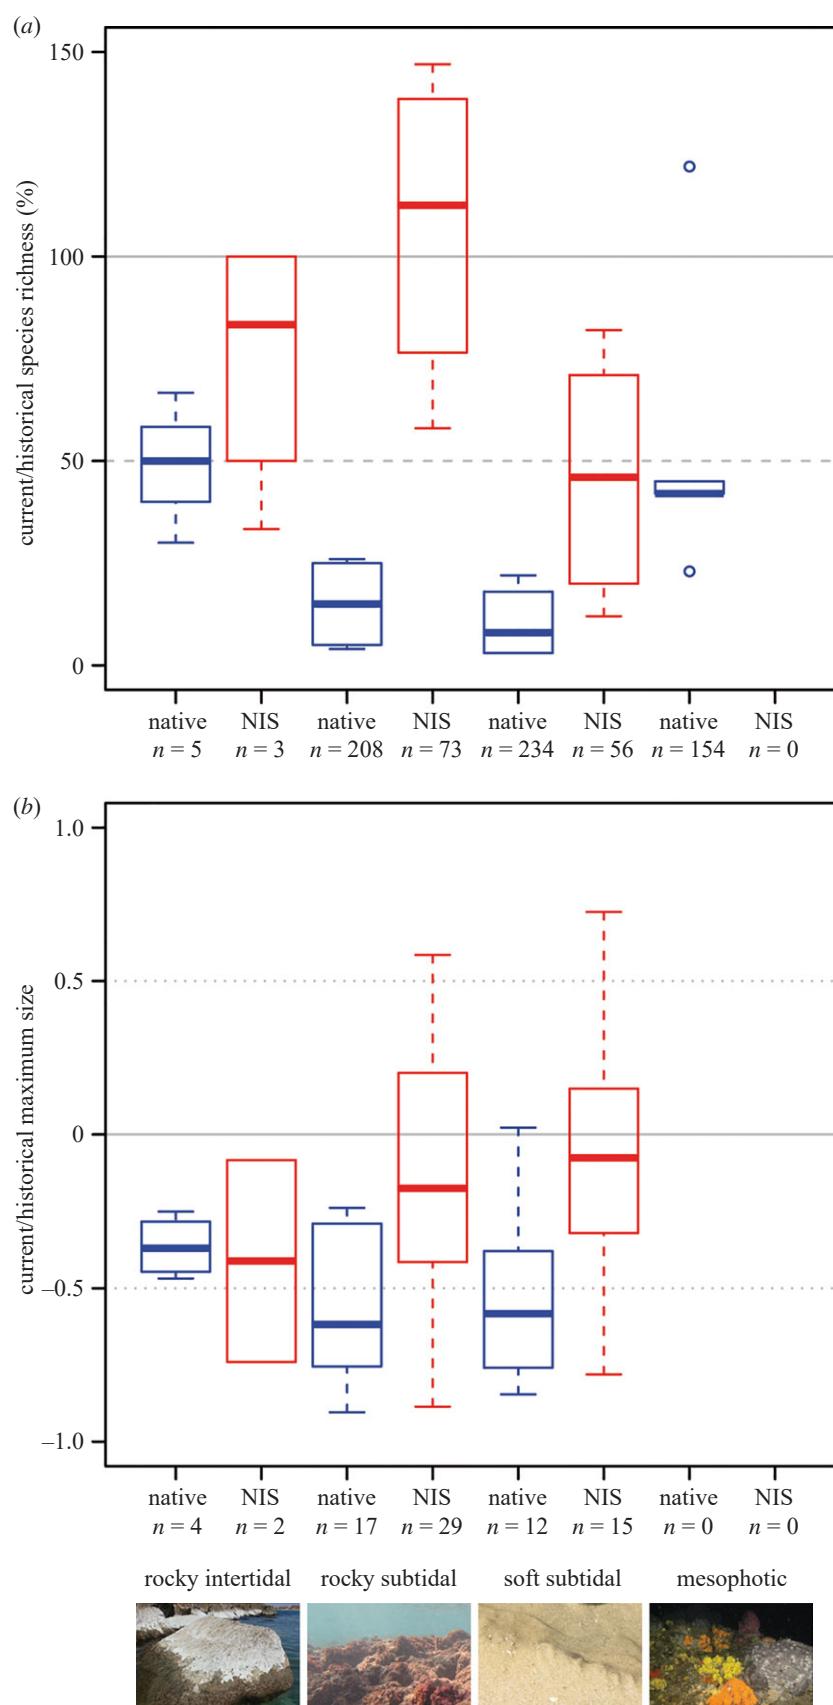 (a)
current/historical species richness (%)
150
100
50
0
native NIS native NIS native NIS native NIS
n = 5 n = 3 n = 208 n = 73 n = 234 n = 56 n = 154 n = 0
(b)
current/historical maximum size
1.0
0.5
0
–0.5
–1.0
native NIS native NIS native NIS native NIS
n = 4 n = 2 n = 17 n = 29 n = 12 n = 15 n = 0 n = 0
rocky intertidal rocky subtidal soft subtidal mesophotic